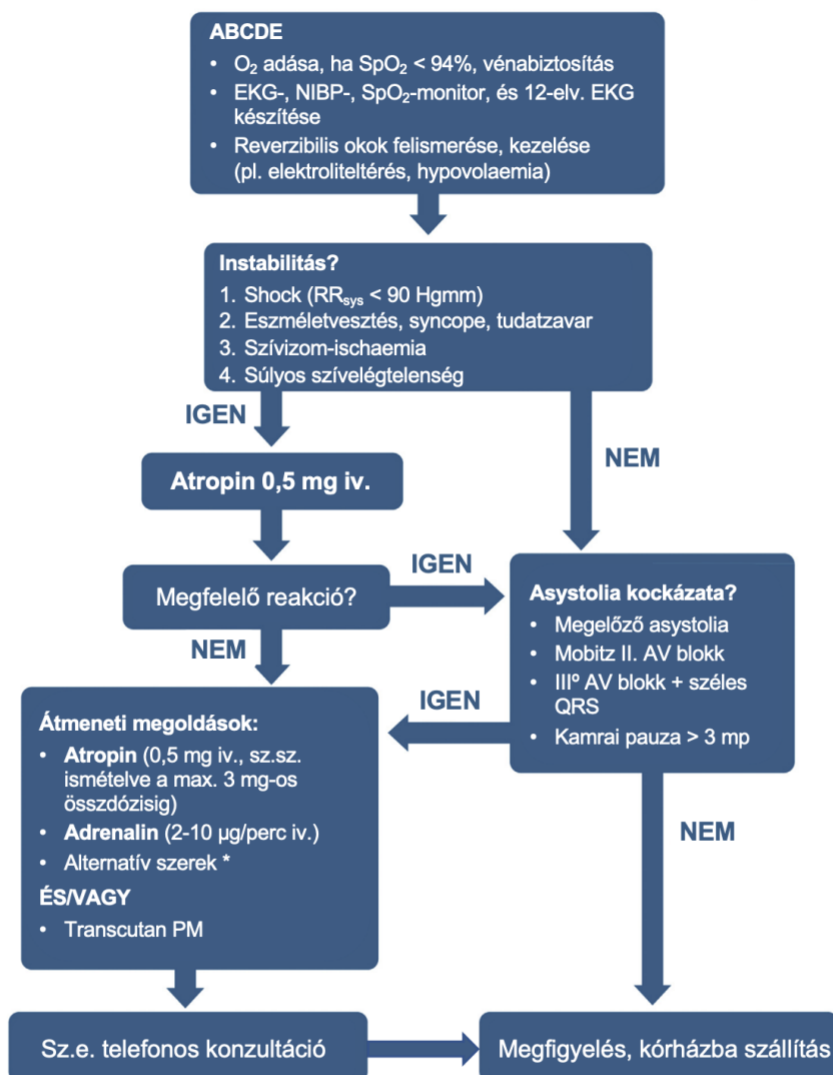 ABCDE
• O₂ adása, ha SpO₂ < 94%, vénabiztosítás
• EKG-, NIBP-, SpO₂-monitor, és 12-elv. EKG
készítése
• Reverzibilis okok felismerése, kezelése
(pl. elektroliteltérés, hypovolaemia)
Instabilitás?
1. Shock (RRsys < 90 Hgmm)
2. Eszméletvesztés, syncope, tudatzavar
3. Szívizom-ischaemia
4. Súlyos szívelégtelenség
IGEN
NEM
Atropin 0,5 mg iv.
Megfelelő reakció?
IGEN
NEM
Asystolia kockázata?
• Megelőző asystolia
• Mobitz II. AV blokk
• IIIº AV blokk + széles
QRS
• Kamrai pauza > 3 mp
IGEN
NEM
Átmeneti megoldások:
• Atropin (0,5 mg iv., sz.sz.
ismételve a max. 3 mg-os
összdózisig)
• Adrenalin (2-10 µg/perc iv.)
• Alternatív szerek *
ÉS/VAGY
• Transcutan PM
Sz.e. telefonos konzultáció
Megfigyelés, kórházba szállítás